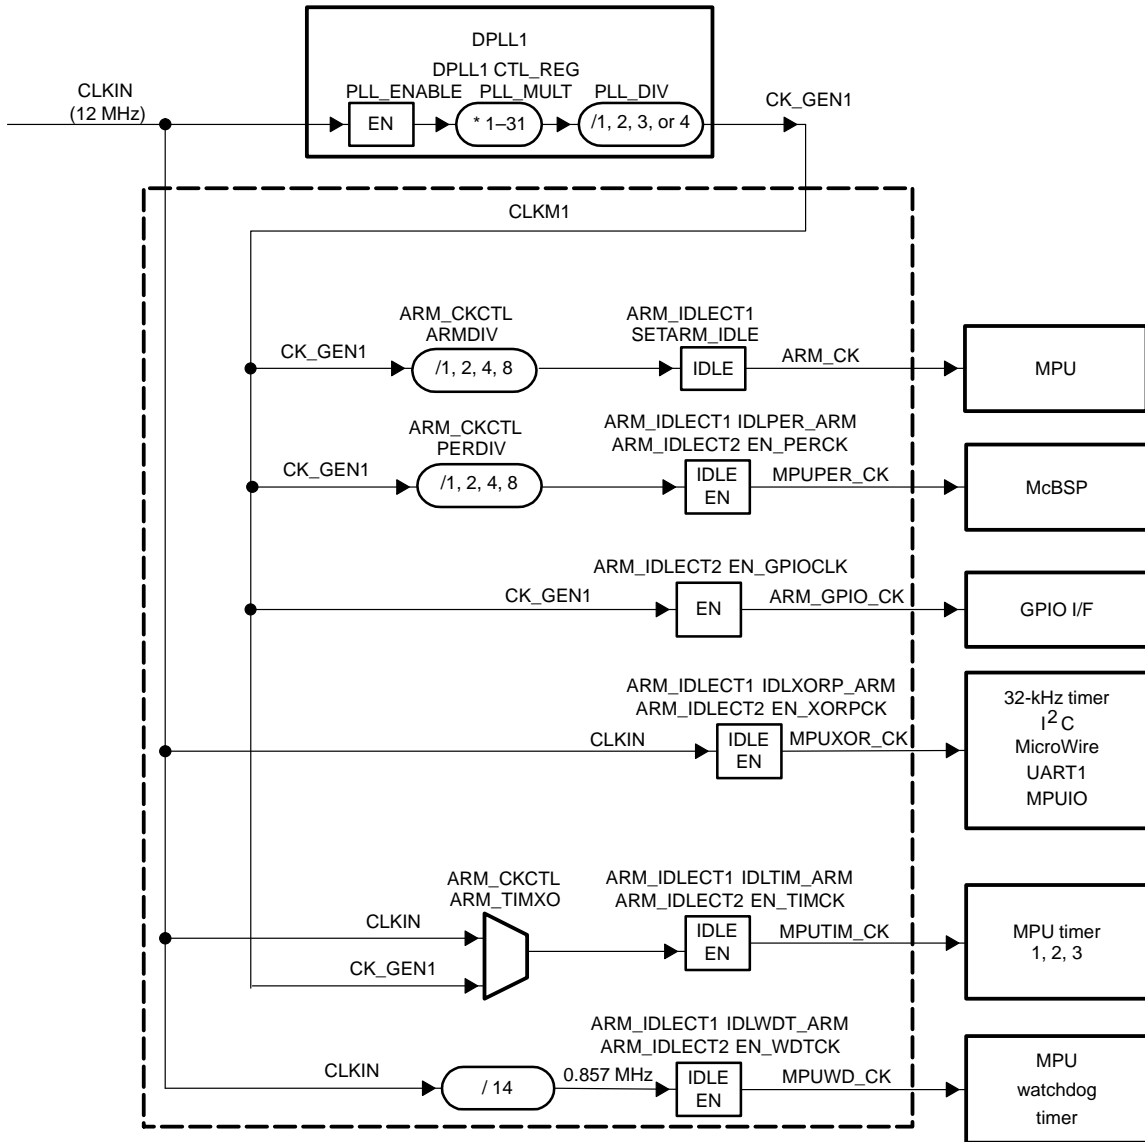 DPLL1
DPLL1 CTL_REG
PLL_ENABLE PLL_MULT PLL_DIV
CLKIN
(12 MHz)
CK_GEN1
EN
* 1–31
/1, 2, 3, or 4
CLKM1
ARM_CKCTL
ARMDIV
ARM_IDLECT1
SETARM_IDLE
CK_GEN1
/1, 2, 4, 8
IDLE
ARM_CK
MPU
ARM_CKCTL
PERDIV
ARM_IDLECT1 IDLPER_ARM
ARM_IDLECT2 EN_PERCK
CK_GEN1
/1, 2, 4, 8
IDLE
EN
MPUPER_CK
McBSP
ARM_IDLECT2 EN_GPIOCLK
CK_GEN1
EN
ARM_GPIO_CK
GPIO I/F
ARM_IDLECT1 IDLXORP_ARM
ARM_IDLECT2 EN_XORPCK
CLKIN
IDLE
EN
MPUXOR_CK
32-kHz timer
I2 C
MicroWire
UART1
MPUIO
ARM_CKCTL
ARM_TIMXO
ARM_IDLECT1 IDLTIM_ARM
ARM_IDLECT2 EN_TIMCK
CLKIN
CK_GEN1
IDLE
EN
MPUTIM_CK
MPU timer
1, 2, 3
ARM_IDLECT1 IDLWDT_ARM
ARM_IDLECT2 EN_WDTCK
CLKIN
/ 14
0.857 MHz
IDLE
EN
MPUWD_CK
MPU
watchdog
timer